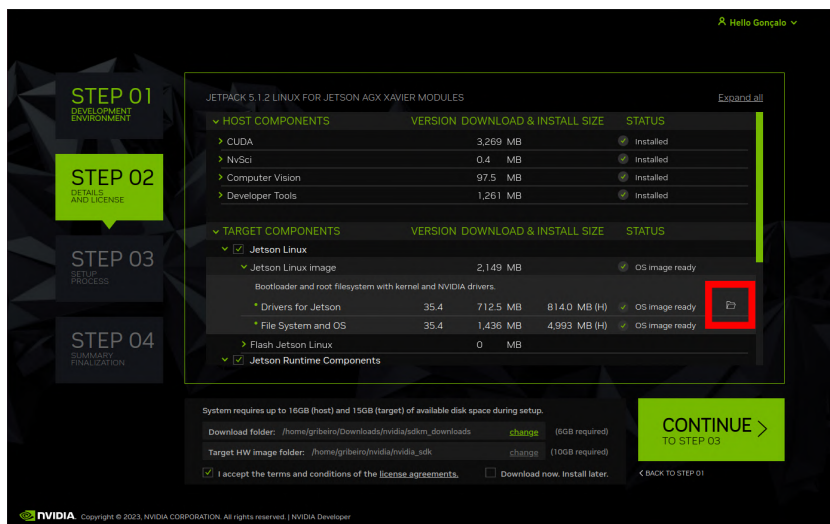 Hello Gonçalo
STEP 01
DEVELOPMENT
ENVIRONMENT
STEP 02
DETAILS
AND LICENSE
STEP 03
SETUP
PROCESS
STEP 04
SUMMARY
FINALIZATION
JETPACK 5.1.2 LINUX FOR JETSON AGX XAVIER MODULES Expand all
HOST COMPONENTS VERSION DOWNLOAD & INSTALL SIZE STATUS
CUDA 3,269 MB Installed
NvSci 0.4 MB Installed
Computer Vision 97.5 MB Installed
Developer Tools 1,261 MB Installed
TARGET COMPONENTS VERSION DOWNLOAD & INSTALL SIZE STATUS
Jetson Linux
Jetson Linux image 2,149 MB OS image ready
Bootloader and root filesystem with kernel and NVIDIA drivers.
* Drivers for Jetson 35.4 712.5 MB 814.0 MB (H) OS image ready
* File System and OS 35.4 1,436 MB 4,993 MB (H) OS image ready
Flash Jetson Linux 0 MB
Jetson Runtime Components
System requires up to 16GB (host) and 15GB (target) of available disk space during setup.
Download folder: /home/gribeiro/Downloads/nvidia/sdkm_downloads change (6GB required)
Target HW image folder: /home/gribeiro/nvidia/nvidia_sdk change (10GB required)
I accept the terms and conditions of the license agreements. Download now. Install later.
CONTINUE >
TO STEP 03
< BACK TO STEP 01
NVIDIA. Copyright © 2023, NVIDIA CORPORATION. All rights reserved. | NVIDIA Developer